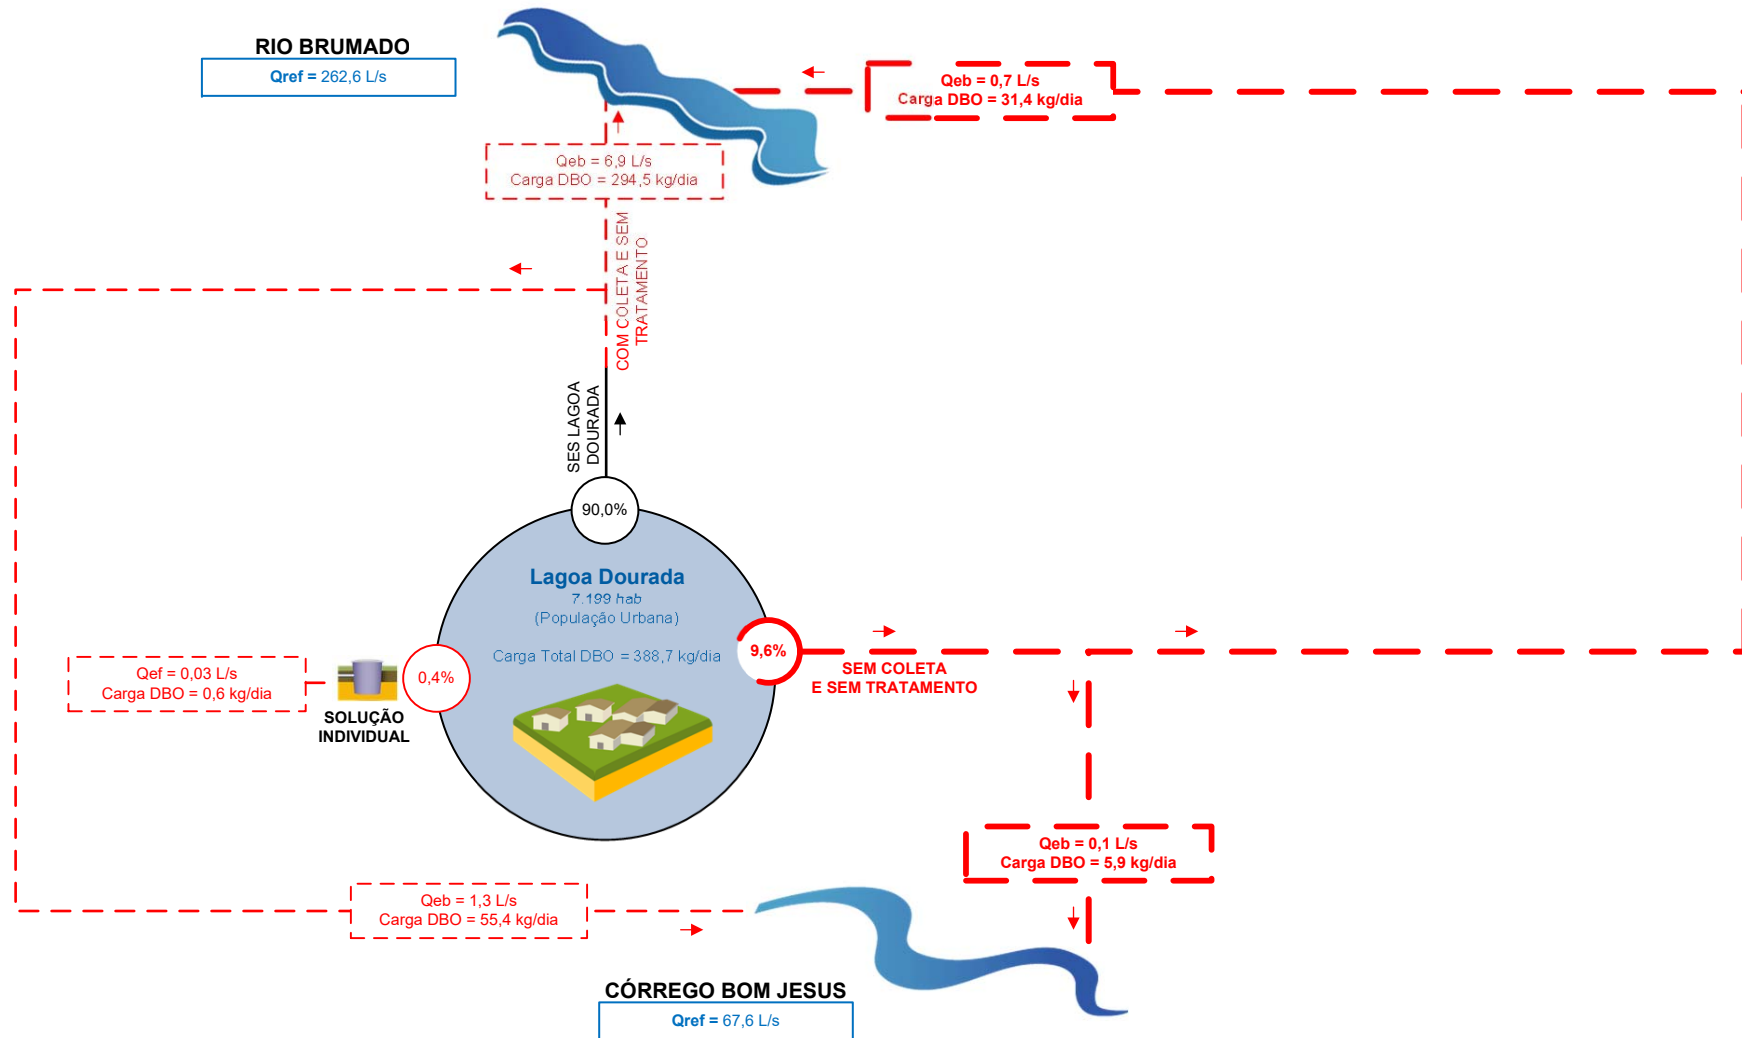 RIO BRUMADO
Qref = 262,6 L/s
Qeb = 0,7 L/s
Carga DBO = 31,4 kg/dia
Qeb = 6,9 L/s
Carga DBO = 294,5 kg/dia
COM COLETA E SEM
TRATAMENTO
SES LAGOA
DOURADA
90,0%
Lagoa Dourada
7.199 hab
(População Urbana)
Carga Total DBO = 388,7 kg/dia
9,6%
SEM COLETA
E SEM TRATAMENTO
0,4%
Qef = 0,03 L/s
Carga DBO = 0,6 kg/dia
SOLUÇÃO
INDIVIDUAL
Qeb = 0,1 L/s
Carga DBO = 5,9 kg/dia
Qeb = 1,3 L/s
Carga DBO = 55,4 kg/dia
CÓRREGO BOM JESUS
Qref = 67,6 L/s